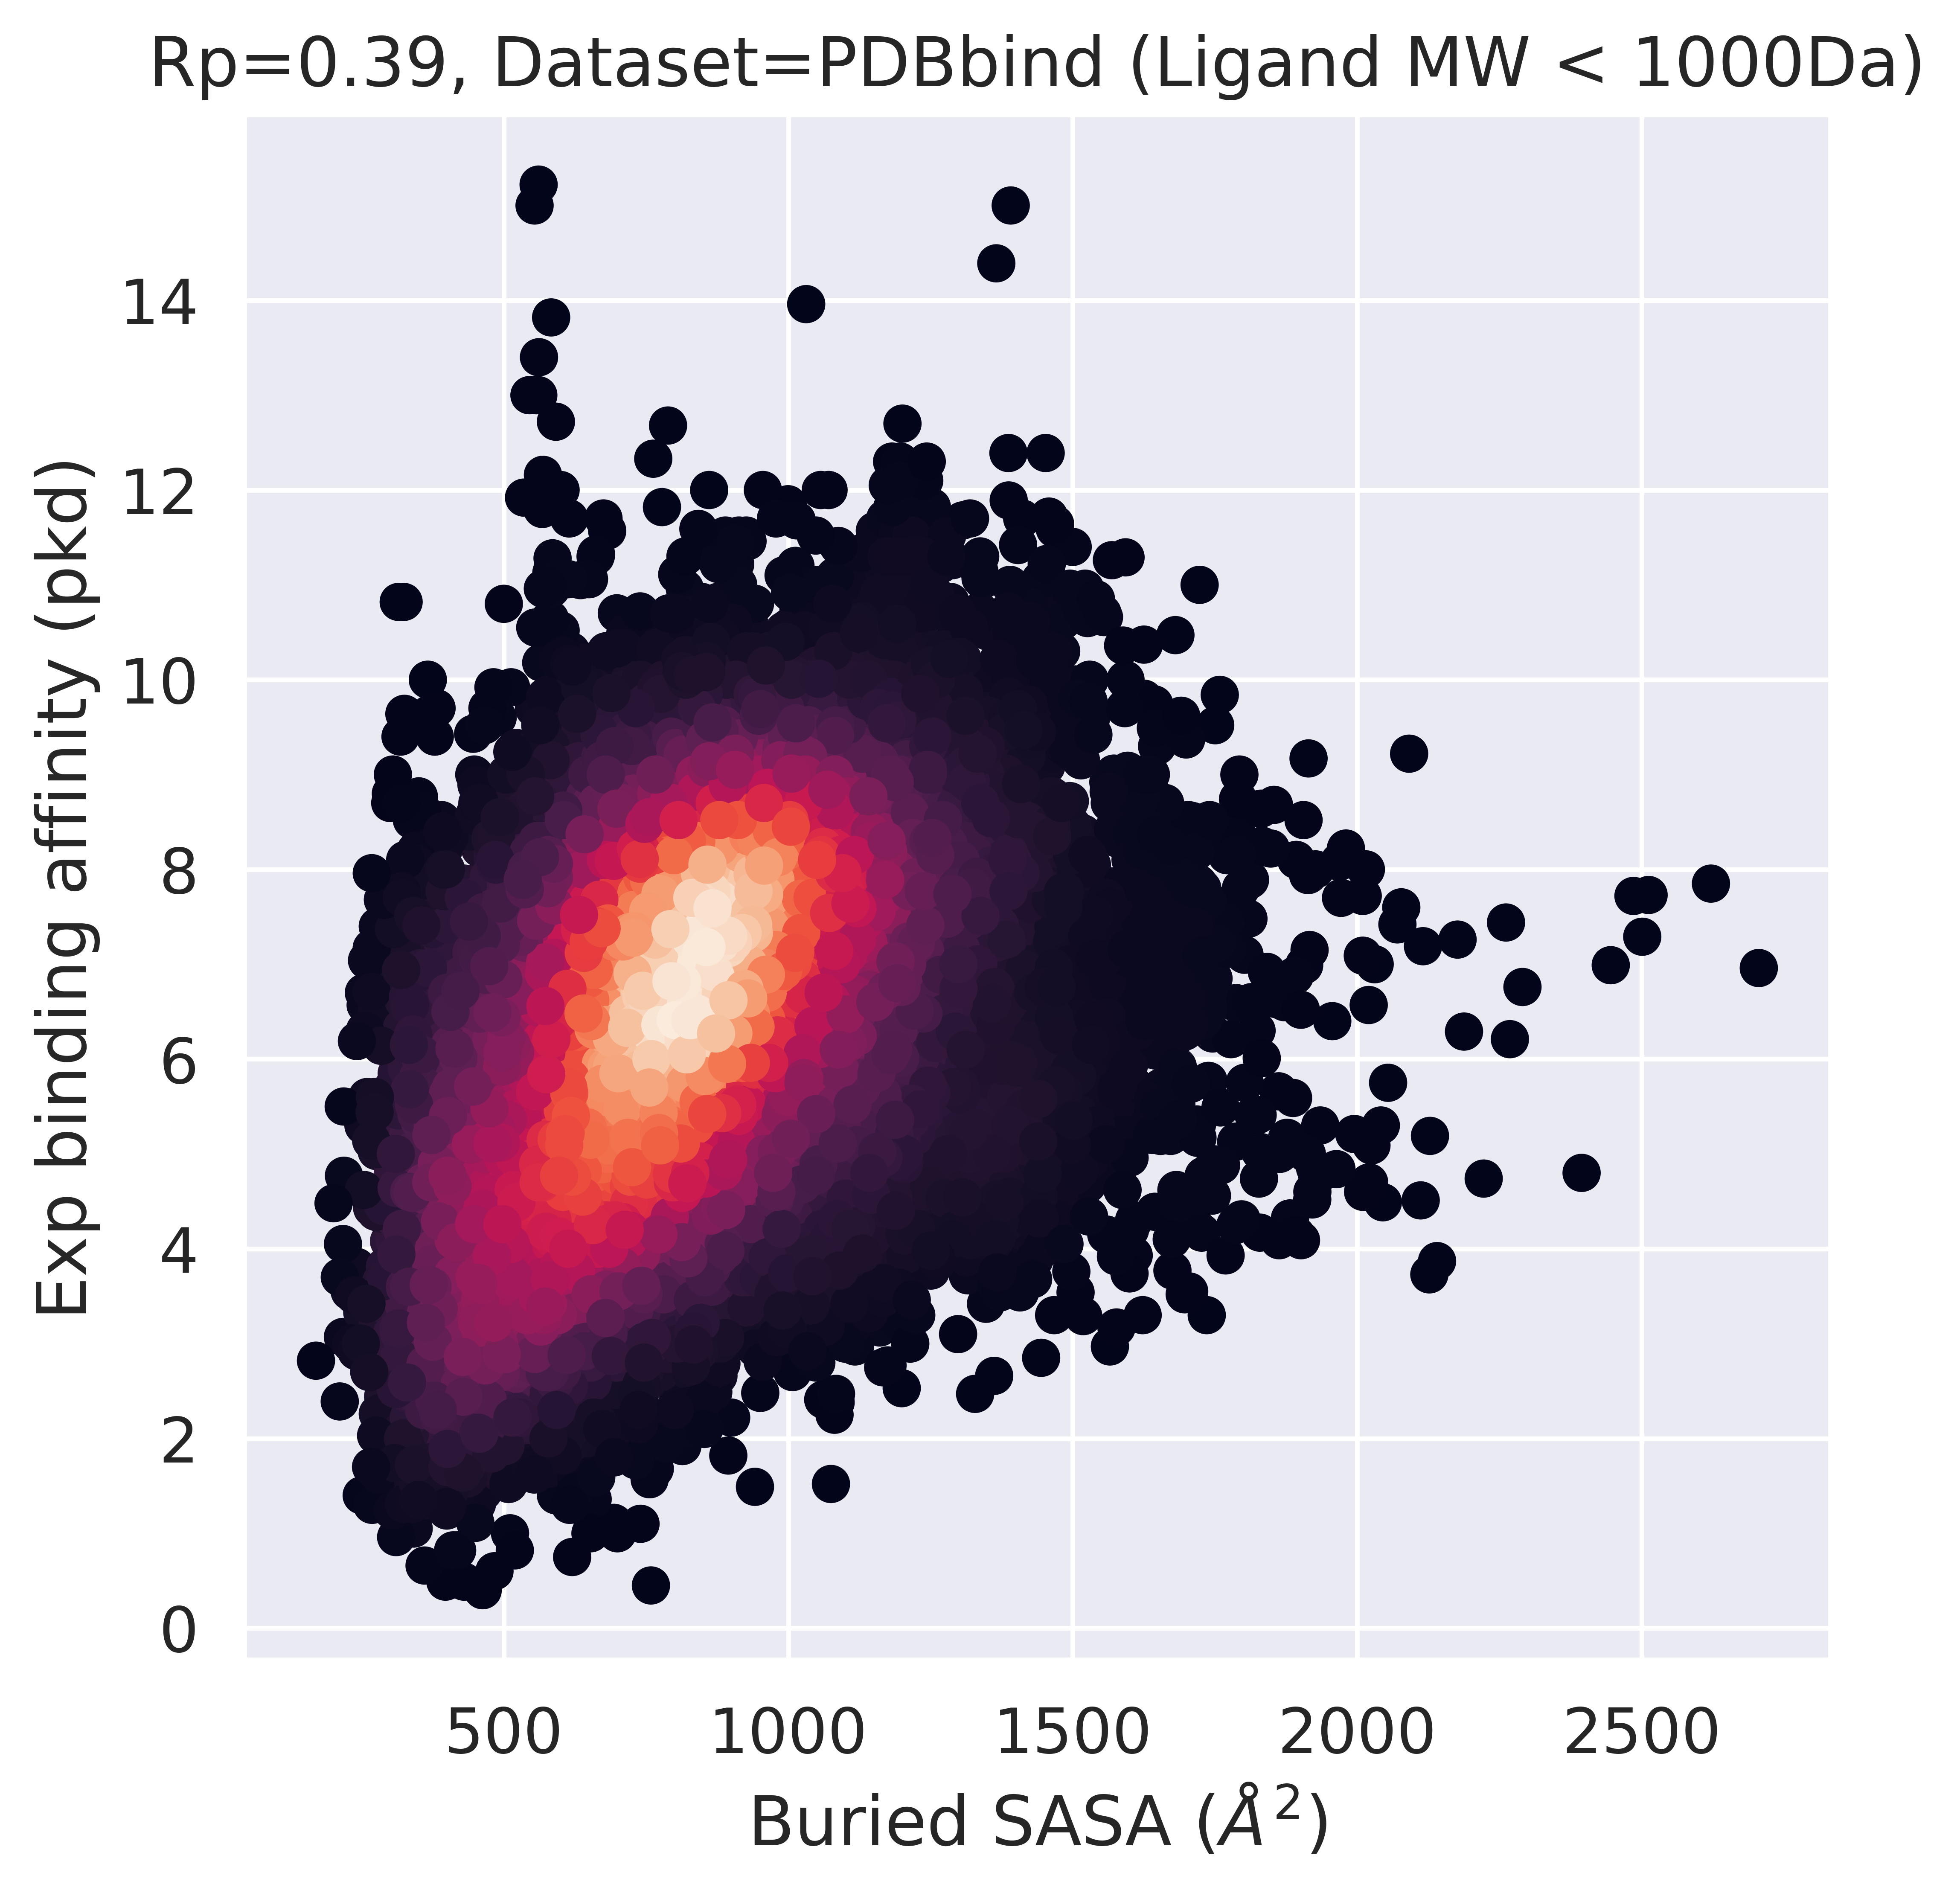 Rp=0.39, Dataset=PDBbind (Ligand MW < 1000Da)
Exp binding affinity (pkd)
14
12
10
8
6
4
2
0
500 1000 1500 2000 2500
Buried SASA (Å²)